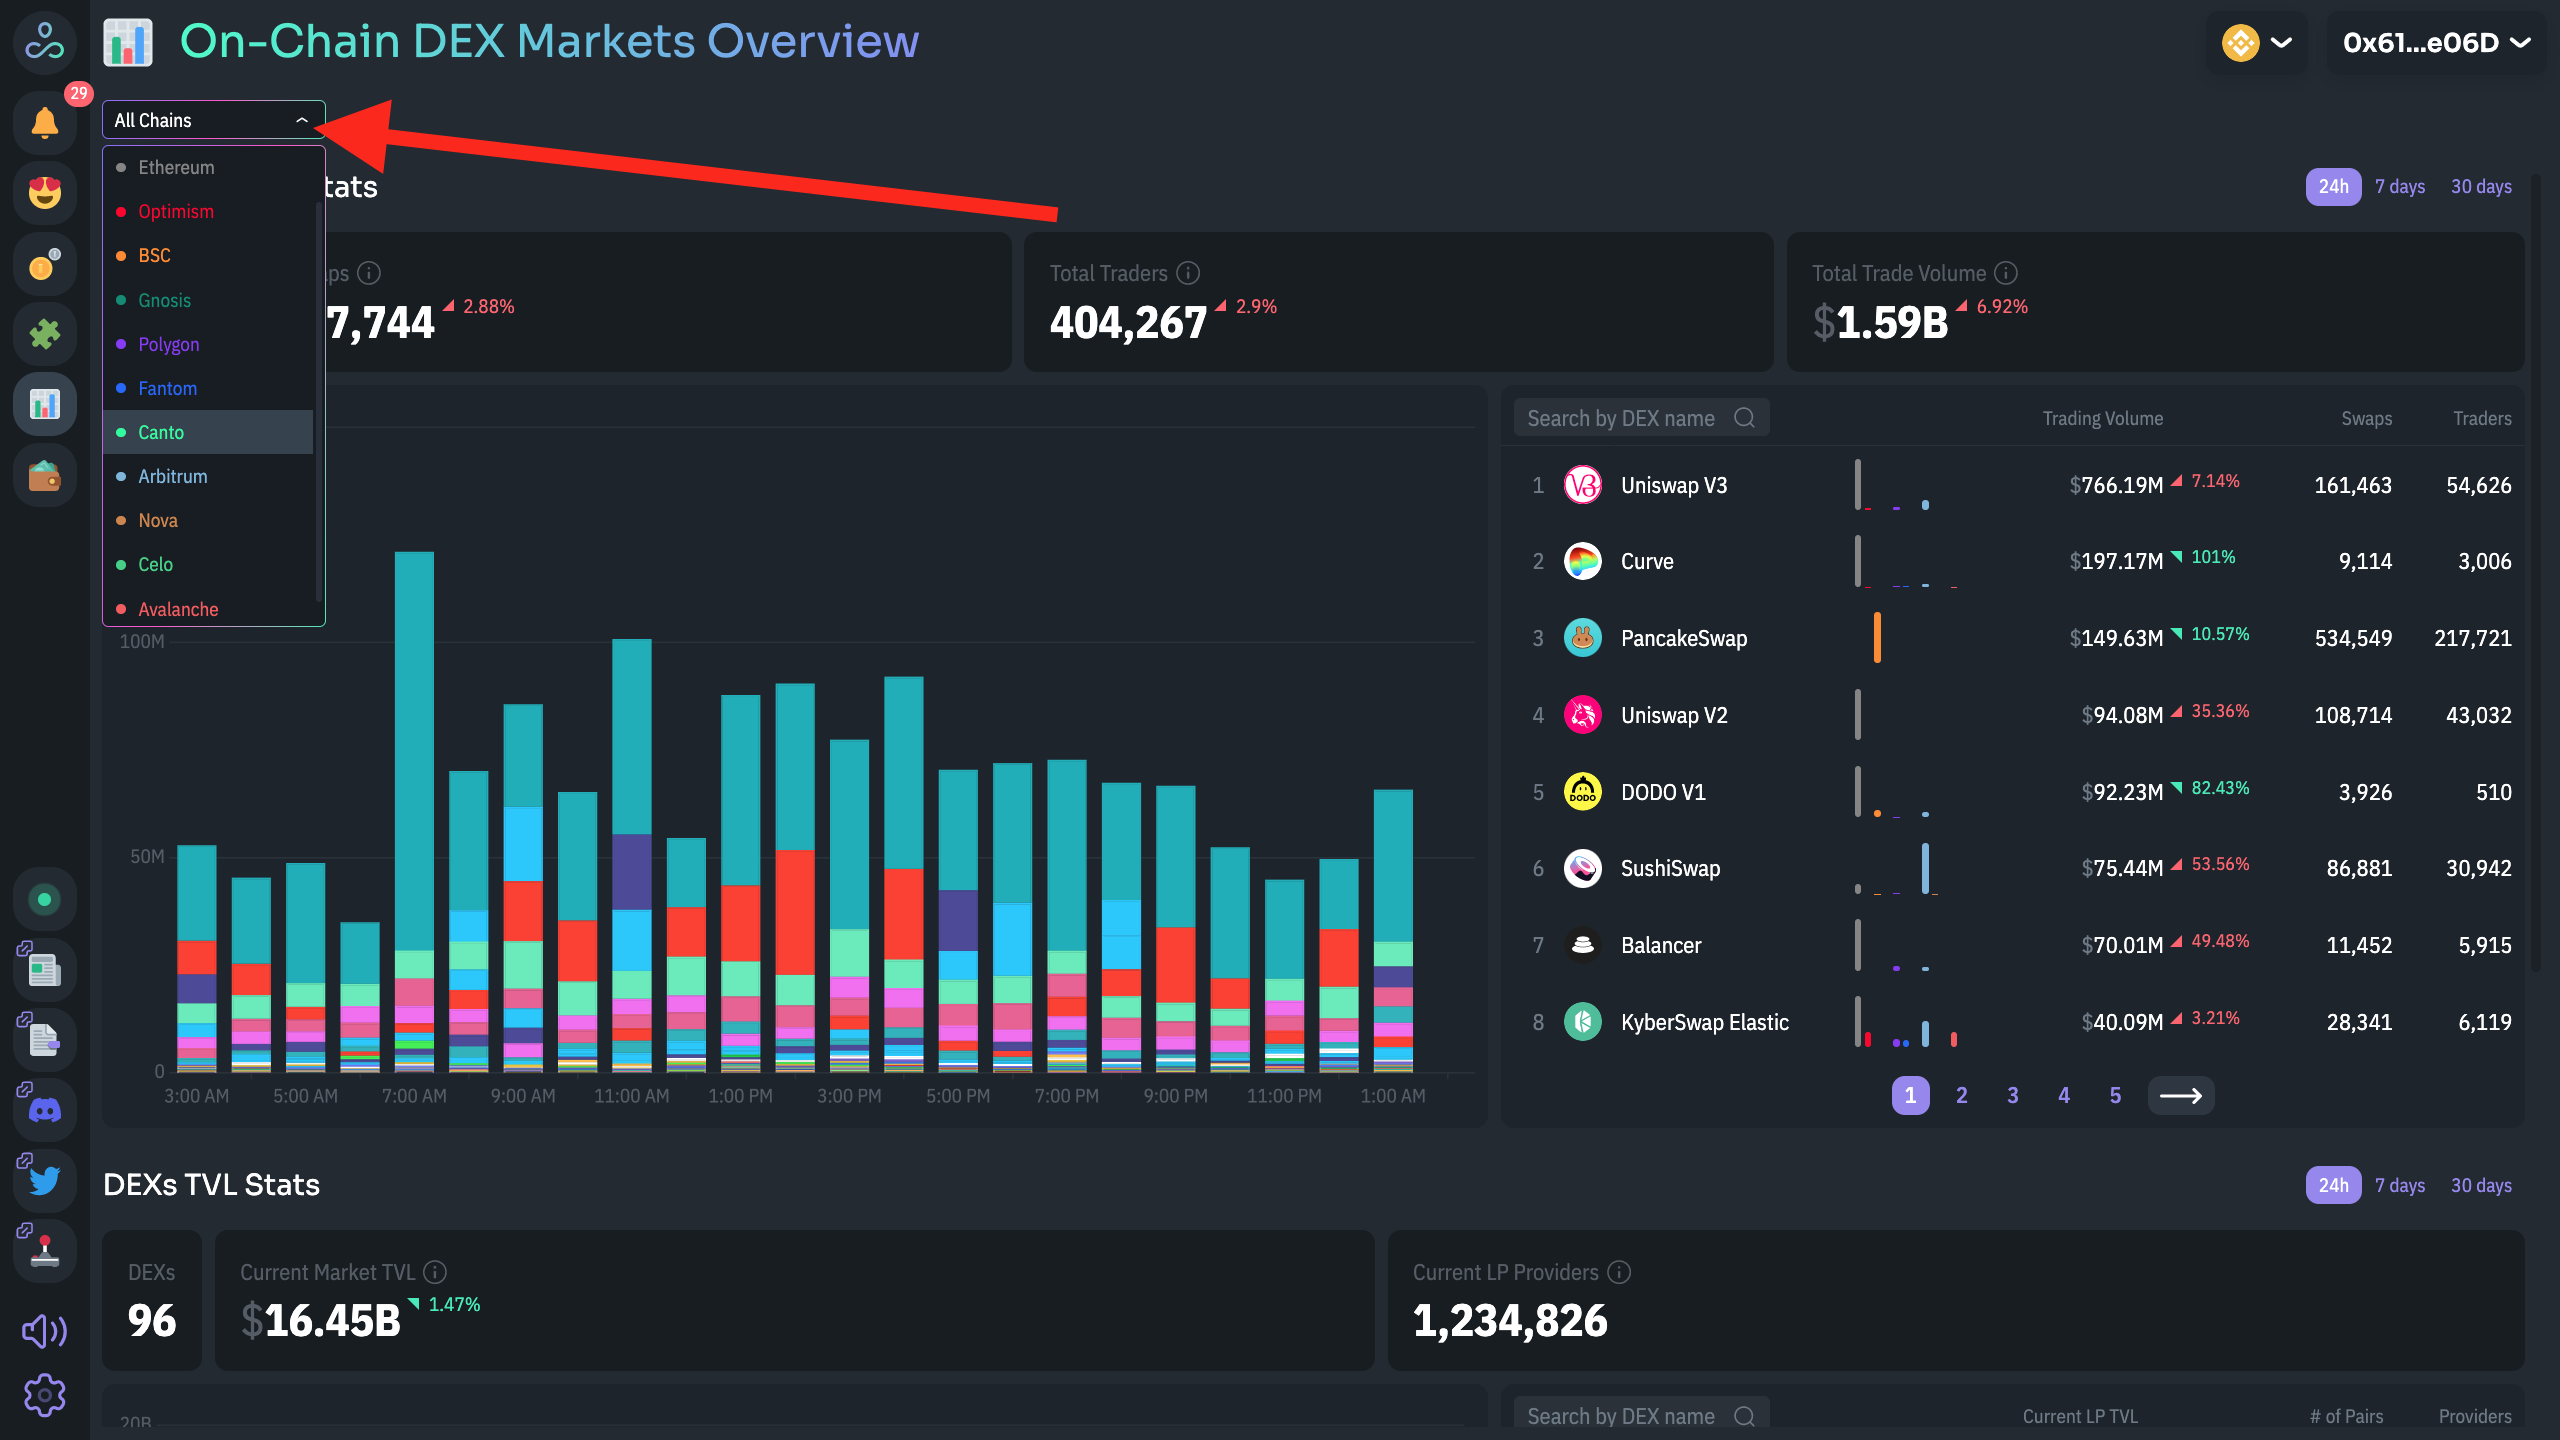 On-Chain DEX Markets Overview
0x61...e06D
29
All Chains
Ethereum
Optimism
BSC
Gnosis
Polygon
Fantom
Canto
Arbitrum
Nova
Celo
Avalanche
tats
24h 7 days 30 days
ps
7,744 2.88%
Total Traders
404,267 2.9%
Total Trade Volume
$1.59B 6.92%
100M
50M
0
3:00 AM 5:00 AM 7:00 AM 9:00 AM 11:00 AM 1:00 PM 3:00 PM 5:00 PM 7:00 PM 9:00 PM 11:00 PM 1:00 AM
Search by DEX name Trading Volume Swaps Traders
1 Uniswap V3 $766.19M 7.14% 161,463 54,626
2 Curve $197.17M 101% 9,114 3,006
3 PancakeSwap $149.63M 10.57% 534,549 217,721
4 Uniswap V2 $94.08M 35.36% 108,714 43,032
5 DODO DODO V1 $92.23M 82.43% 3,926 510
6 SushiSwap $75.44M 53.56% 86,881 30,942
7 Balancer $70.01M 49.48% 11,452 5,915
8 KyberSwap Elastic $40.09M 3.21% 28,341 6,119
1 2 3 4 5
DEXs TVL Stats
24h 7 days 30 days
DEXs
96
Current Market TVL
$16.45B 1.47%
Current LP Providers
1,234,826
20B
Search by DEX name Current LP TVL # of Pairs Providers